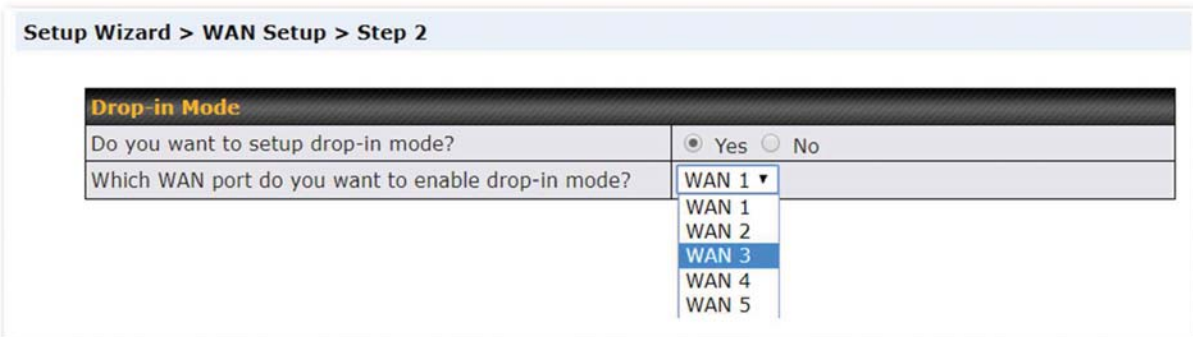 Setup Wizard > WAN Setup > Step 2
Drop-in Mode
Do you want to setup drop-in mode? Yes No
Which WAN port do you want to enable drop-in mode? WAN 1
WAN 1
WAN 2
WAN 3
WAN 4
WAN 5